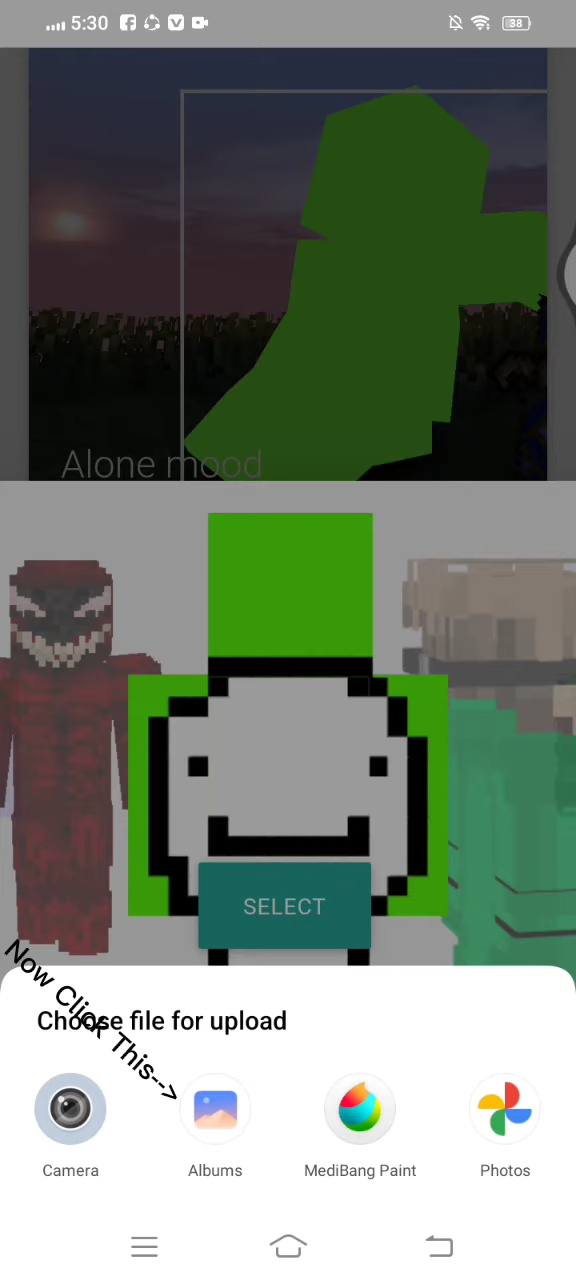 5:30
38
Alone mood
SELECT
Now Click This-->
Choose file for upload
Camera
Albums
MediBang Paint
Photos